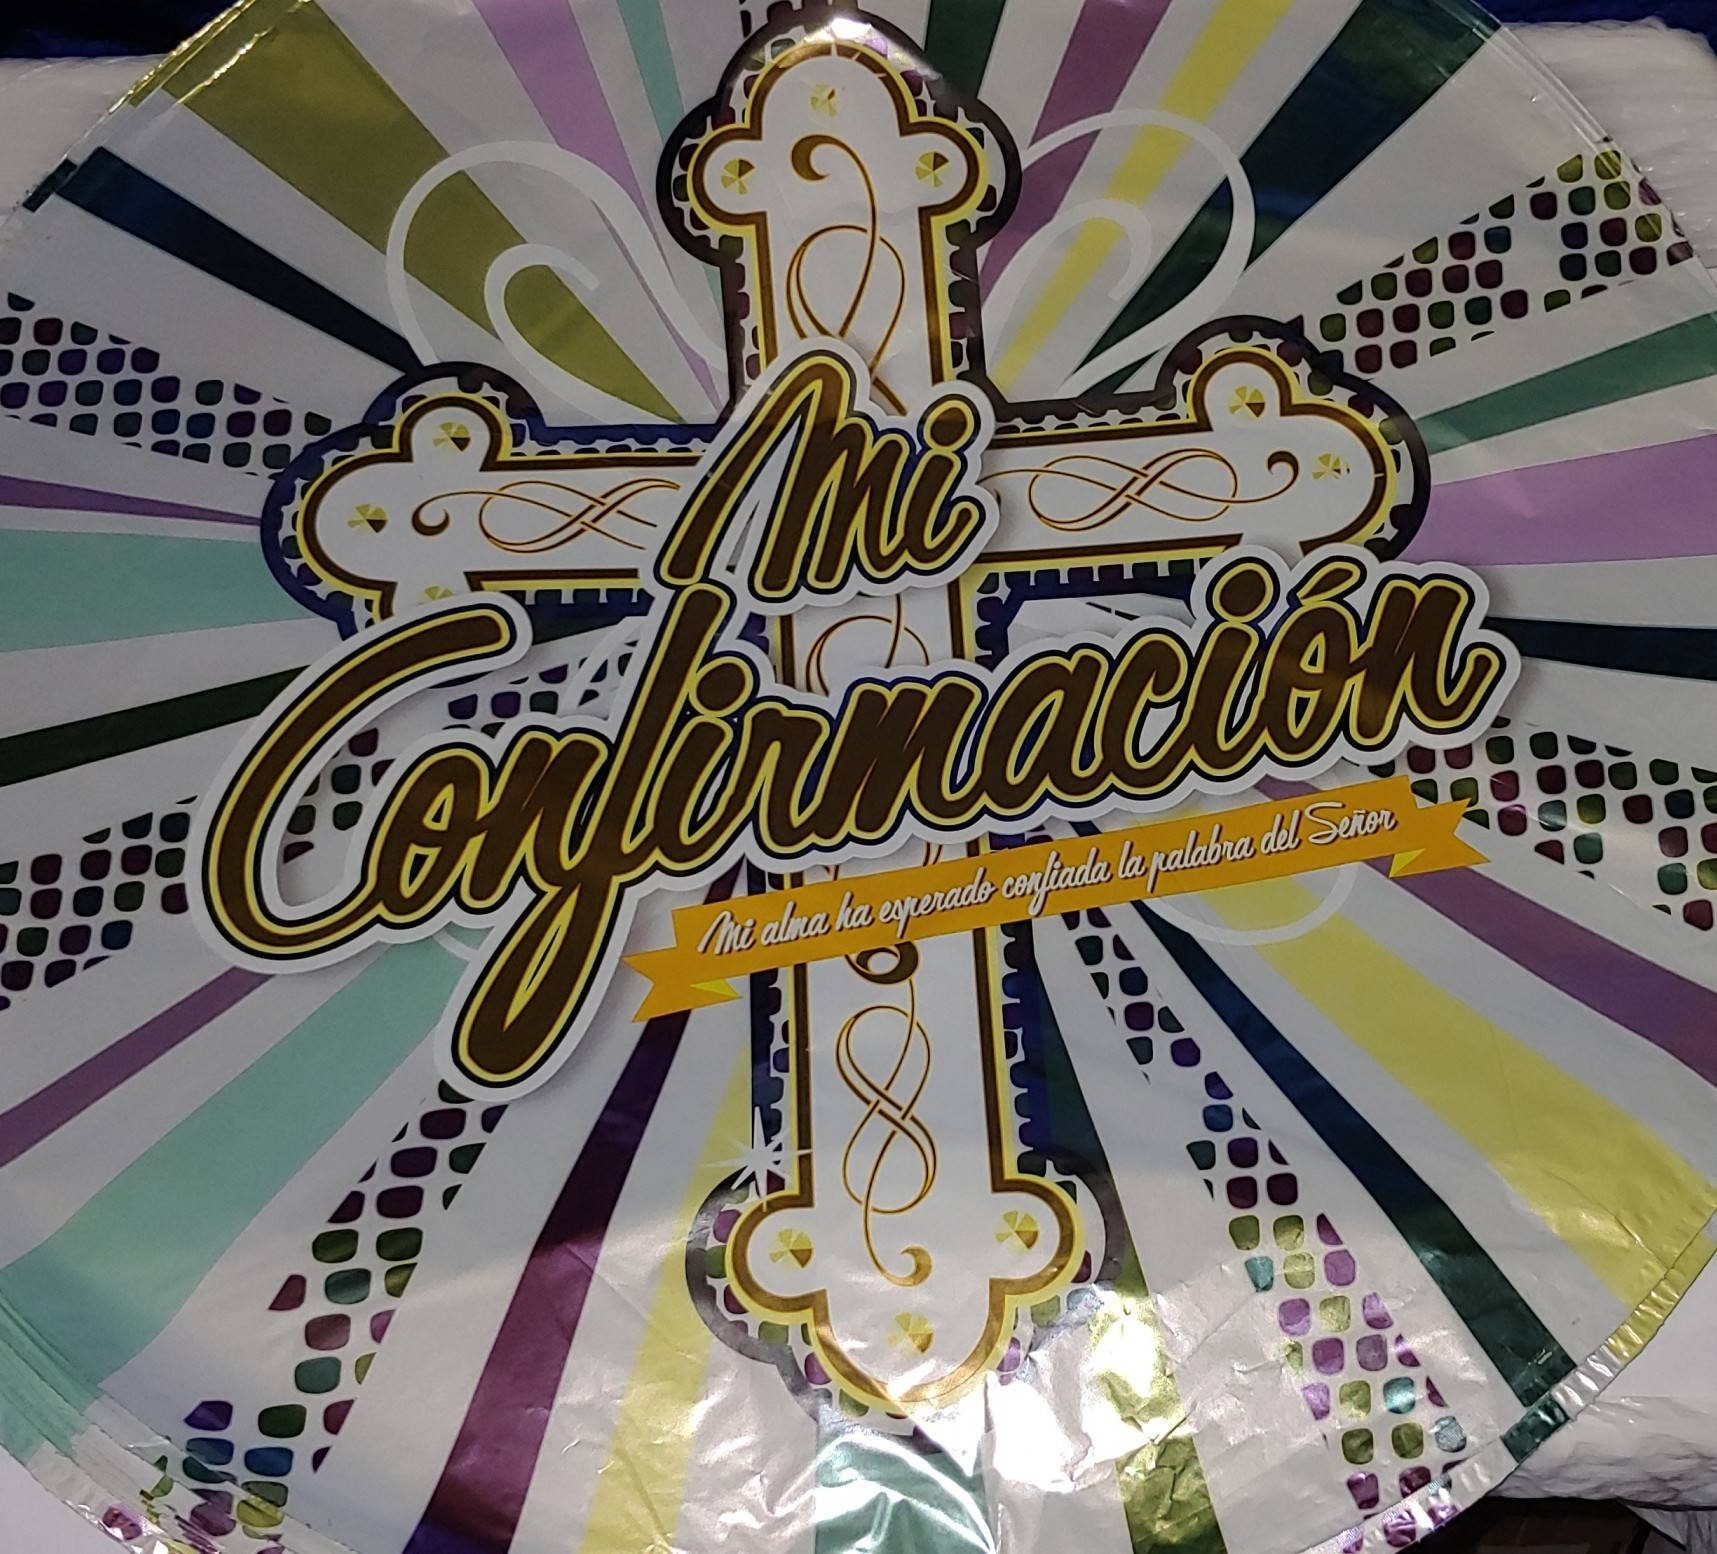 Mi
Confirmación
Mi alma ha esperado confiada la palabra del Señor